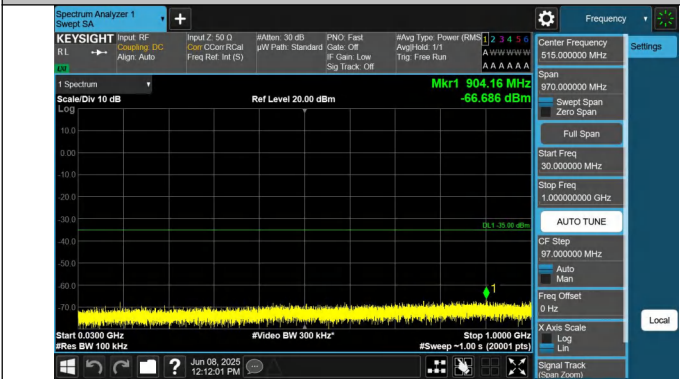 Spectrum Analyzer 1
Swept SA
+
Frequency
KEYSIGHT
RL
Input: RF
Coupling: DC
Align: Auto
Input Z: 50 Ω
Corr CCorr RCal
Freq Ref: Int (S)
#Atten: 30 dB
µW Path: Standard
PNO: Fast
Gate: Off
IF Gain: Low
Sig Track: Off
#Avg Type: Power (RMS
Avg|Hold: 1/1
Trig: Free Run
1 2 3 4 5 6
A W W W W W
A A A A A A
1 Spectrum
Scale/Div 10 dB
Ref Level 20.00 dBm
Mkr1 904.16 MHz
-66.686 dBm
Log
10.0
0.00
-10.0
-20.0
-30.0
-40.0
-50.0
-60.0
-70.0
DL1 -35.00 dBm
1
Start 0.0300 GHz
#Res BW 100 kHz
#Video BW 300 kHz*
Stop 1.0000 GHz
#Sweep ~1.00 s (20001 pts)
Jun 08, 2025
12:12:01 PM
?
Center Frequency
515.000000 MHz
Settings
Span
970.000000 MHz
Swept Span
Zero Span
Full Span
Start Freq
30.000000 MHz
Stop Freq
1.000000000 GHz
AUTO TUNE
CF Step
97.000000 MHz
Auto
Man
Freq Offset
0 Hz
X Axis Scale
Log
Lin
Local
Signal Track
(Span Zoom)